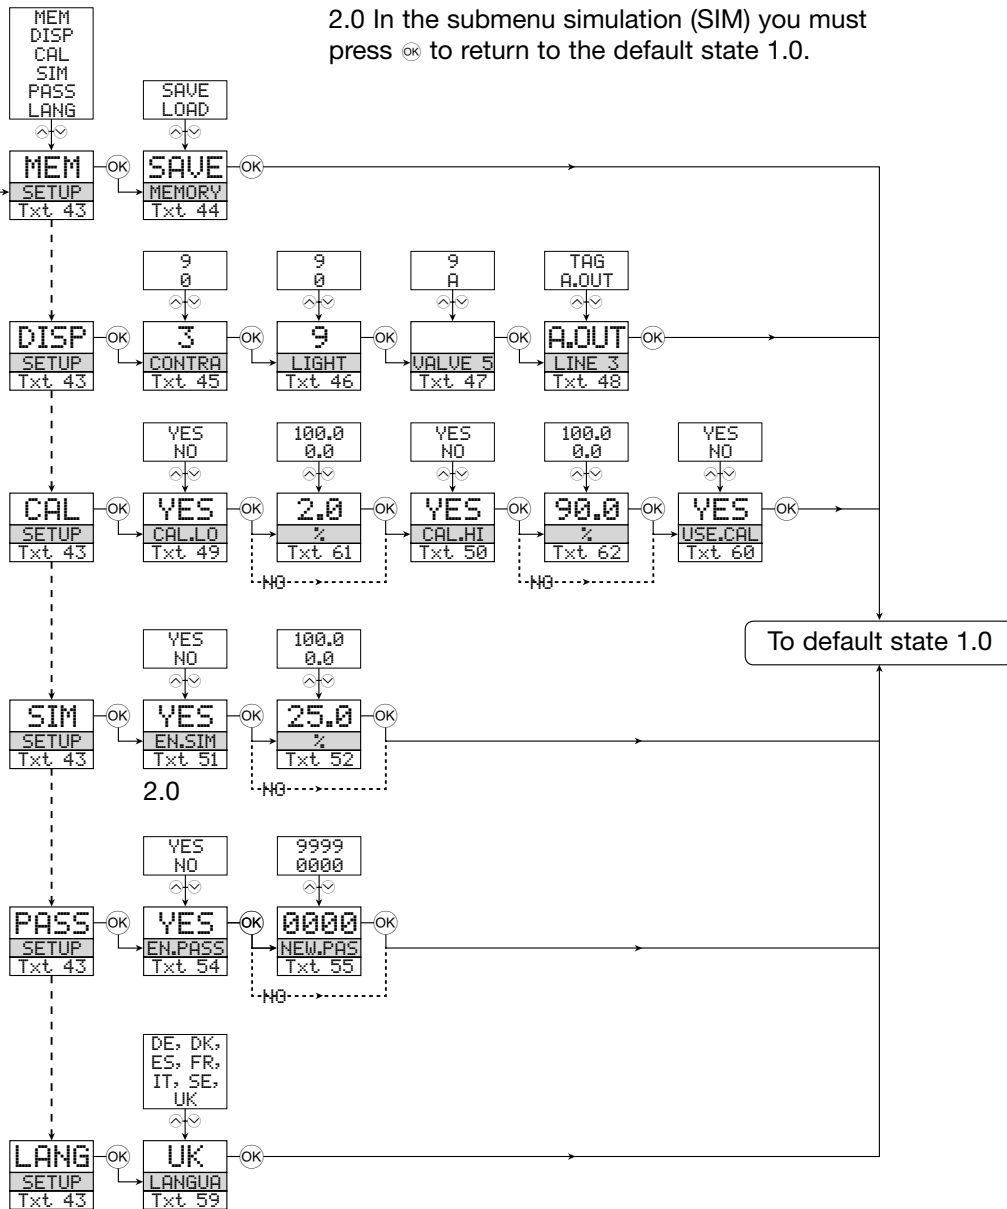 2.0 In the submenu simulation (SIM) you must
press OK to return to the default state 1.0.
MEM
DISP
CAL
SIM
PASS
LANG
SAVE
LOAD
MEM
SETUP
Txt 43
OK
SAVE
MEMORY
Txt 44
OK
9
0
9
0
9
A
TAG
A.OUT
DISP
SETUP
Txt 43
OK
3
CONTRA
Txt 45
OK
9
LIGHT
Txt 46
OK
VALVE 5
Txt 47
OK
A.OUT
LINE 3
Txt 48
OK
YES
NO
100.0
0.0
YES
NO
100.0
0.0
YES
NO
CAL
SETUP
Txt 43
OK
YES
CAL.LO
Txt 49
OK
2.0
%
Txt 61
OK
YES
CAL.HI
Txt 50
OK
90.0
%
Txt 62
OK
YES
USE.CAL
Txt 60
OK
NO
NO
To default state 1.0
YES
NO
100.0
0.0
SIM
SETUP
Txt 43
OK
YES
EN.SIM
Txt 51
OK
25.0
%
Txt 52
OK
2.0
NO
YES
NO
9999
0000
PASS
SETUP
Txt 43
OK
YES
EN.PASS
Txt 54
OK
0000
NEW.PAS
Txt 55
OK
NO
DE, DK,
ES, FR,
IT, SE,
UK
LANG
SETUP
Txt 43
OK
UK
LANGUA
Txt 59
OK